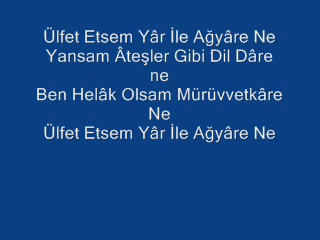 Ülfet Etsem Yâr İle Ağyâre Ne
Yansam Âteşler Gibi Dil Dâre
ne
Ben Helâk Olsam Mürüvvetkâre
Ne
Ülfet Etsem Yâr İle Ağyâre Ne